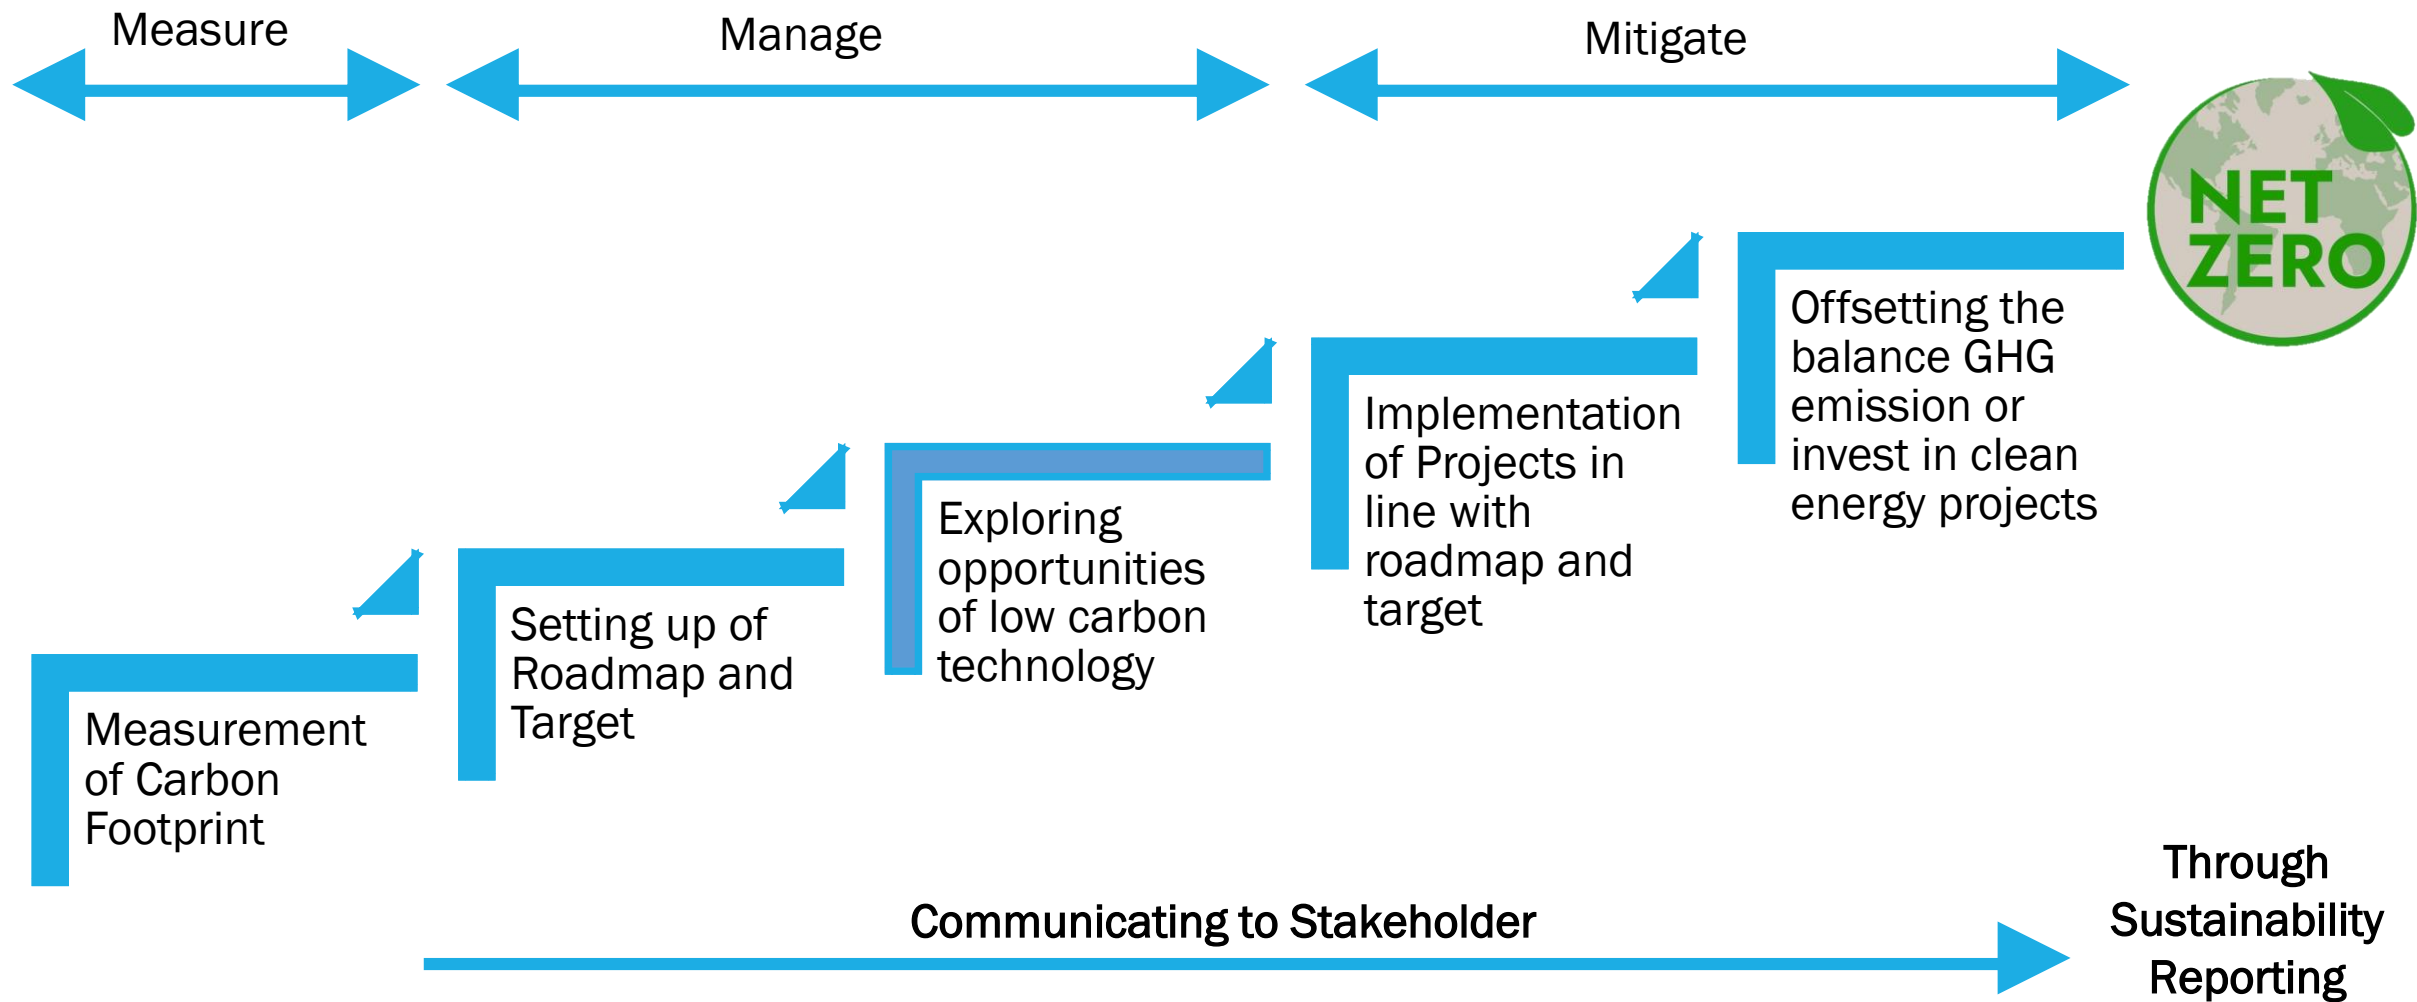 Measure
Manage
Mitigate
NET
ZERO
Measurement
of Carbon
Footprint
Setting up of
Roadmap and
Target
Exploring
opportunities
of low carbon
technology
Implementation
of Projects in
line with
roadmap and
target
Offsetting the
balance GHG
emission or
invest in clean
energy projects
Communicating to Stakeholder
Through
Sustainability
Reporting